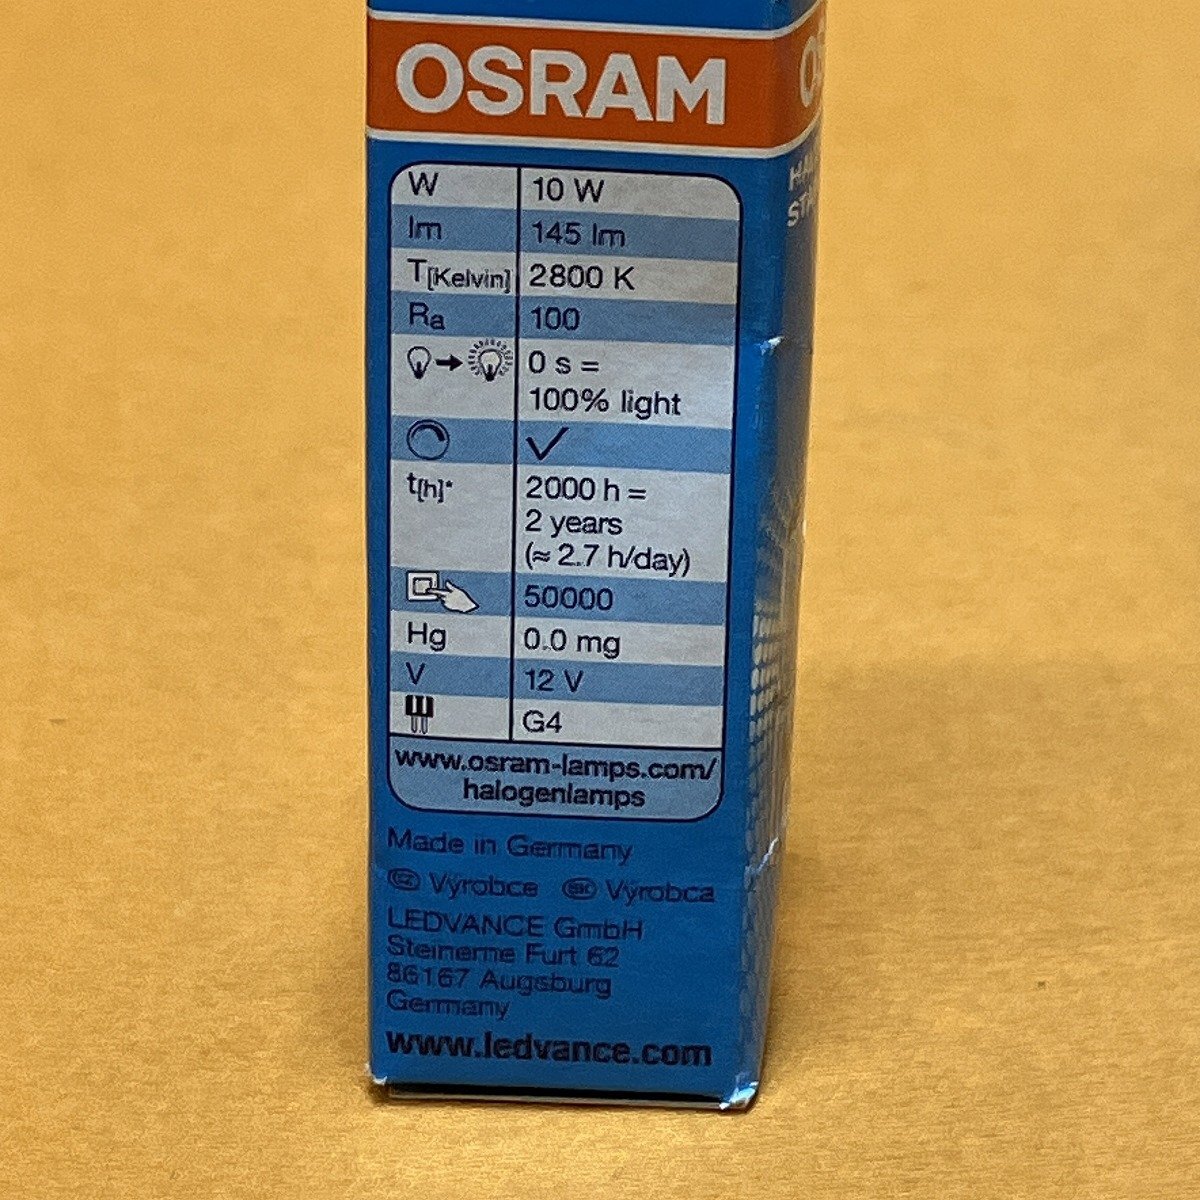 OSRAM
W 10 W
lm 145 lm
T[Kelvin] 2800 K
Ra 100
0 s =
100% light
t[h]* 2000 h =
2 years
(≈ 2.7 h/day)
50000
Hg 0.0 mg
V 12 V
G4
www.osram-lamps.com/
halogenlamps
Made in Germany
CZ Výrobce SK Výrobca
LEDVANCE GmbH
Steinerne Furt 62
86167 Augsburg
Germany
www.ledvance.com